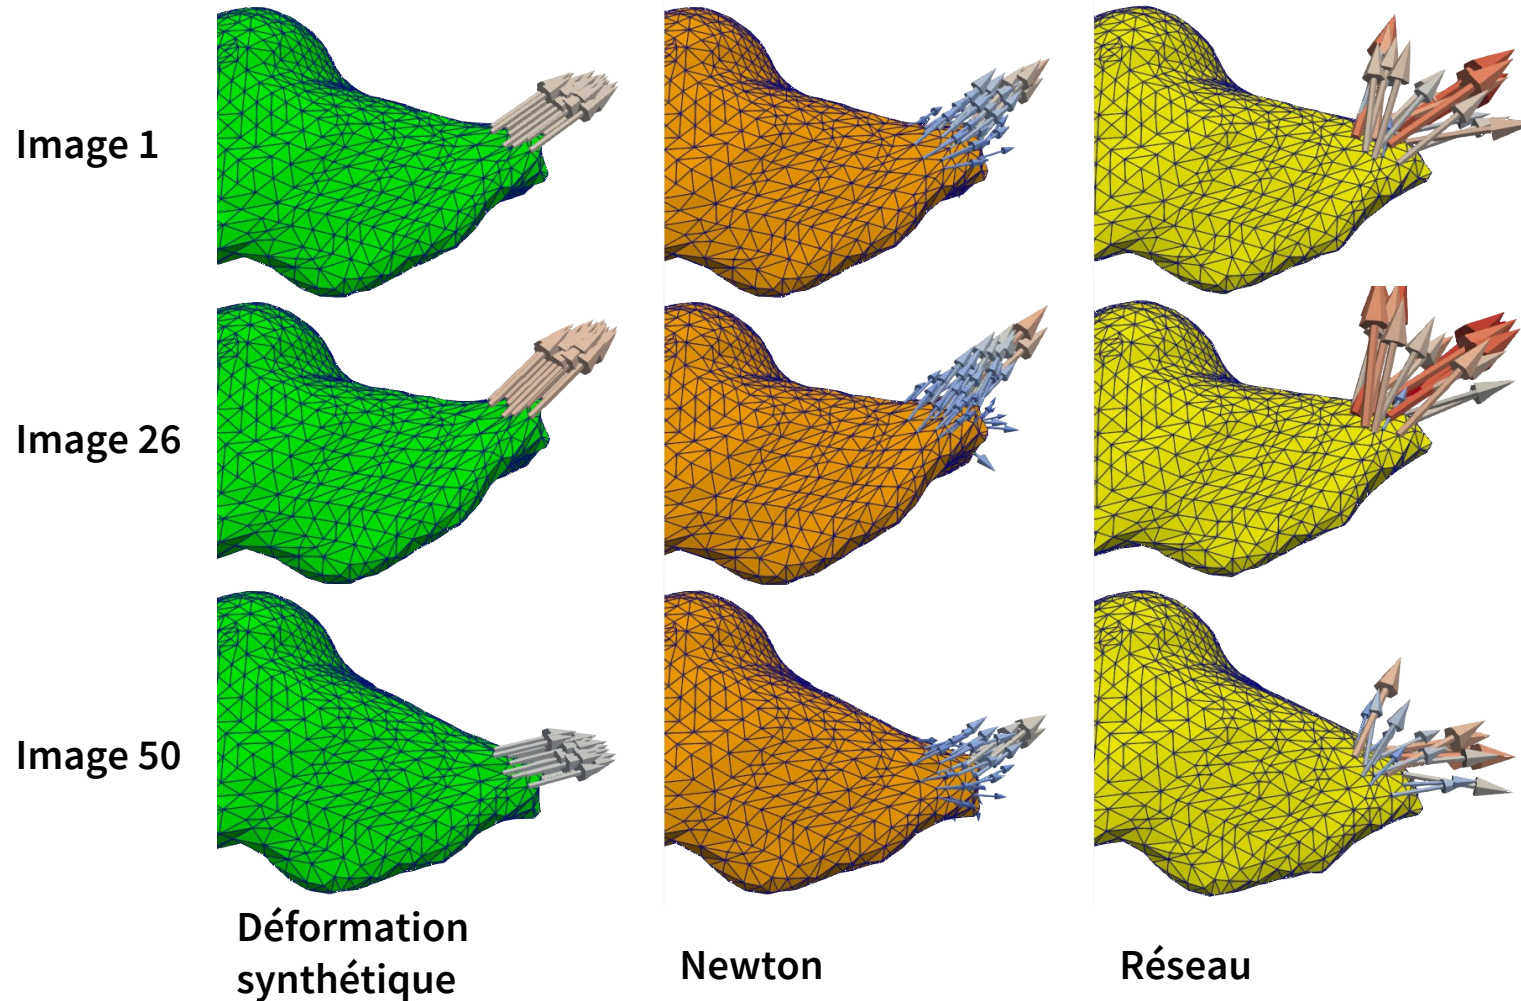 Image 1
Image 26
Image 50
Déformation
synthétique
Newton
Réseau